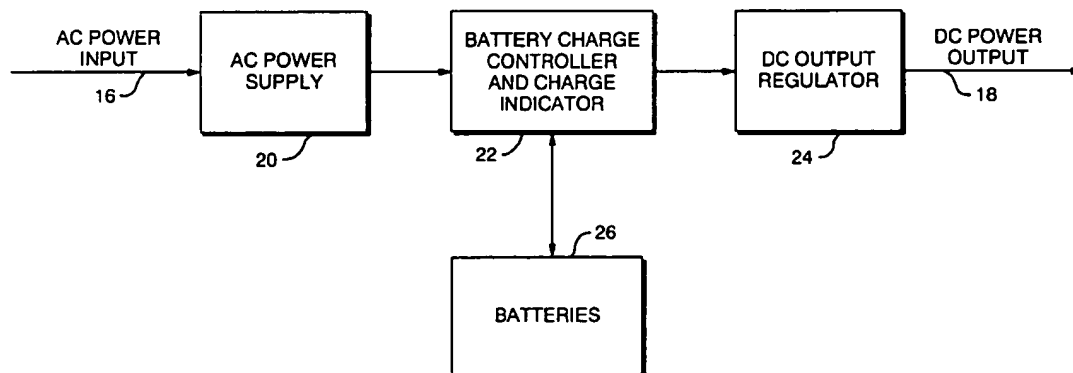 AC POWER
INPUT
16
AC POWER
SUPPLY
20
BATTERY CHARGE
CONTROLLER
AND CHARGE
INDICATOR
22
DC OUTPUT
REGULATOR
24
DC POWER
OUTPUT
18
26
BATTERIES